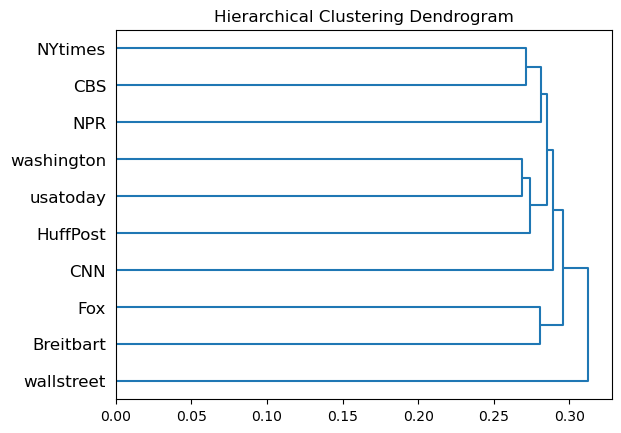 Hierarchical Clustering Dendrogram
NYtimes
CBS
NPR
washington
usatoday
HuffPost
CNN
Fox
Breitbart
wallstreet
0.00 0.05 0.10 0.15 0.20 0.25 0.30